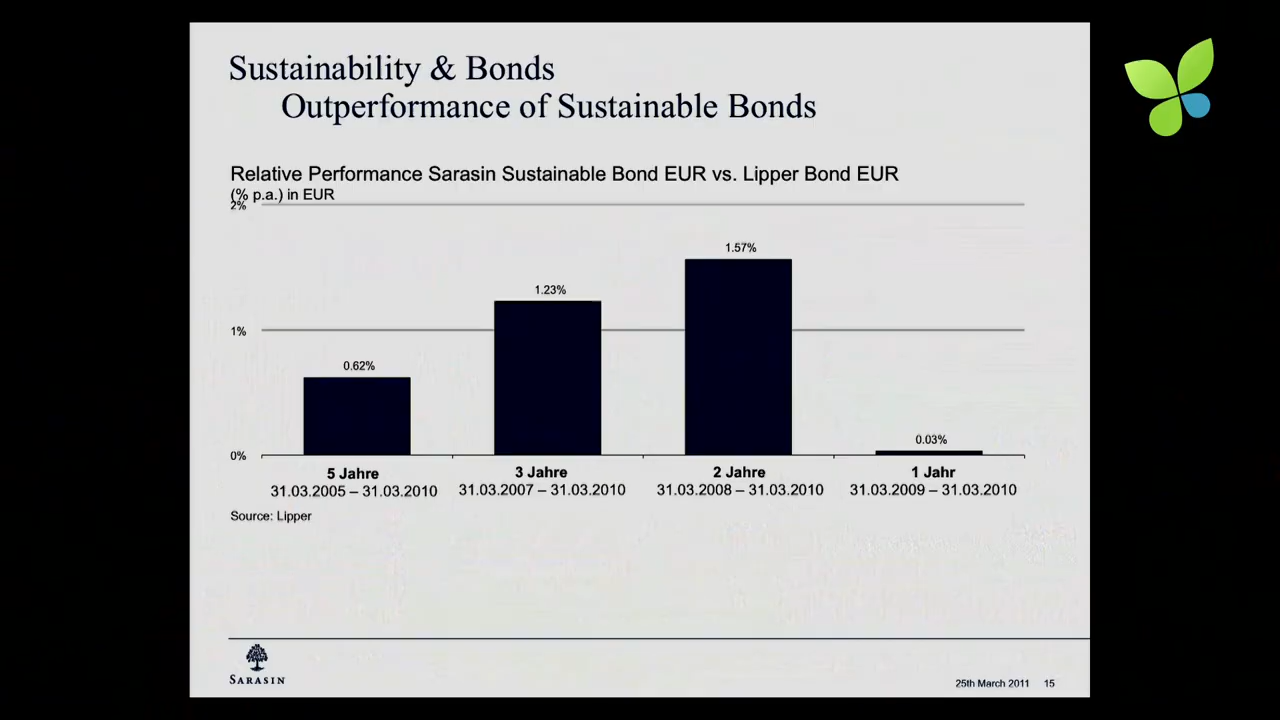 Sustainability & Bonds
Outperformance of Sustainable Bonds
Relative Performance Sarasin Sustainable Bond EUR vs. Lipper Bond EUR
(% p.a.) in EUR
2%
1.57%
1.23%
1%
0.62%
0.03%
0%
5 Jahre 3 Jahre 2 Jahre 1 Jahr
31.03.2005 – 31.03.2010 31.03.2007 – 31.03.2010 31.03.2008 – 31.03.2010 31.03.2009 – 31.03.2010
Source: Lipper
SARASIN
25th March 2011 15